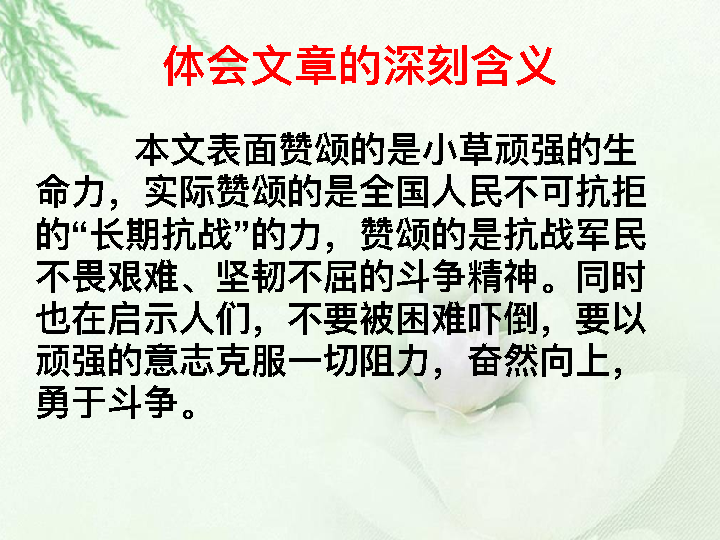 体会文章的深刻含义
本文表面赞颂的是小草顽强的生
命力，实际赞颂的是全国人民不可抗拒
的“长期抗战”的力，赞颂的是抗战军民
不畏艰难、坚韧不屈的斗争精神。同时
也在启示人们，不要被困难吓倒，要以
顽强的意志克服一切阻力，奋然向上，
勇于斗争。